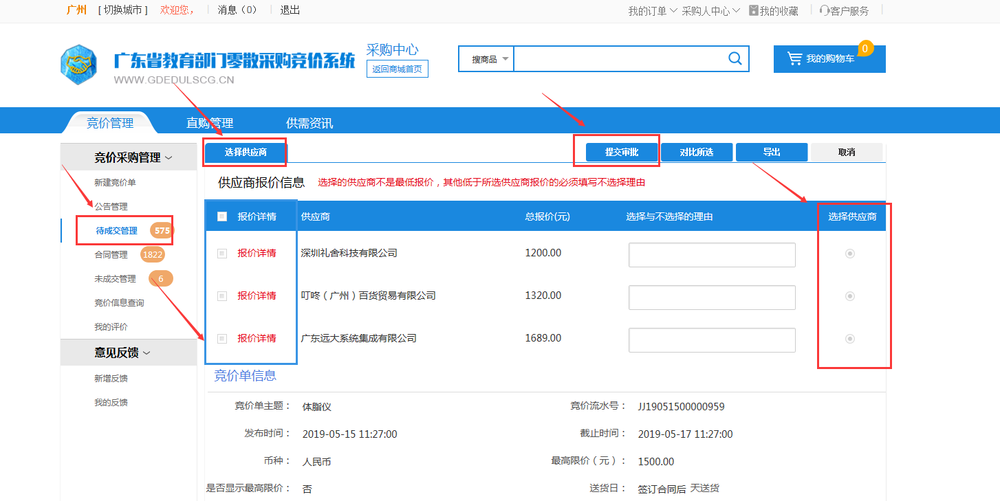 广州 [ 切换城市 ] 欢迎您， 消息（0） 退出 我的订单 采购人中心 我的收藏 客户服务
广东省教育部门零散采购竞价系统
WWW.GDEDULSCG.CN
采购中心
返回商城首页
搜商品
我的购物车 0
竞价管理 直购管理 供需资讯
竞价采购管理
新建竞价单
公告管理
待成交管理 575
合同管理 1822
未成交管理 6
竞价信息查询
我的评价
意见反馈
新增反馈
我的反馈
选择供应商 提交审批 对比所选 导出 取消
供应商报价信息 选择的供应商不是最低报价，其他低于所选供应商报价的必须填写不选择理由
报价详情 供应商 总报价(元) 选择与不选择的理由 选择供应商
报价详情 深圳礼舍科技有限公司 1200.00
报价详情 叮咚（广州）百货贸易有限公司 1320.00
报价详情 广东远大系统集成有限公司 1689.00
竞价单信息
竞价单主题： 体脂仪 竞价流水号： JJ19051500000959
发布时间： 2019-05-15 11:27:00 截止时间： 2019-05-17 11:27:00
币种： 人民币 最高限价（元）： 1500.00
是否显示最高限价： 否 送货日： 签订合同后 天送货